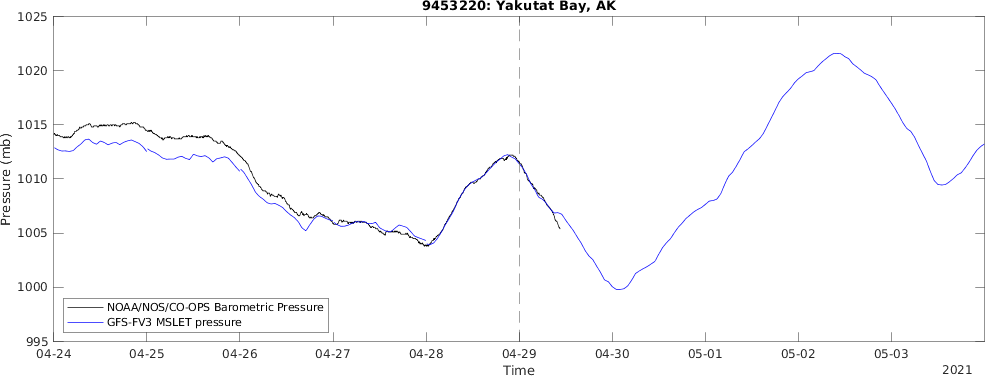 9453220: Yakutat Bay, AK
Pressure (mb)
1025
1020
1015
1010
1005
1000
995
NOAA/NOS/CO-OPS Barometric Pressure
GFS-FV3 MSLET pressure
04-24 04-25 04-26 04-27 04-28 04-29 04-30 05-01 05-02 05-03
Time
2021